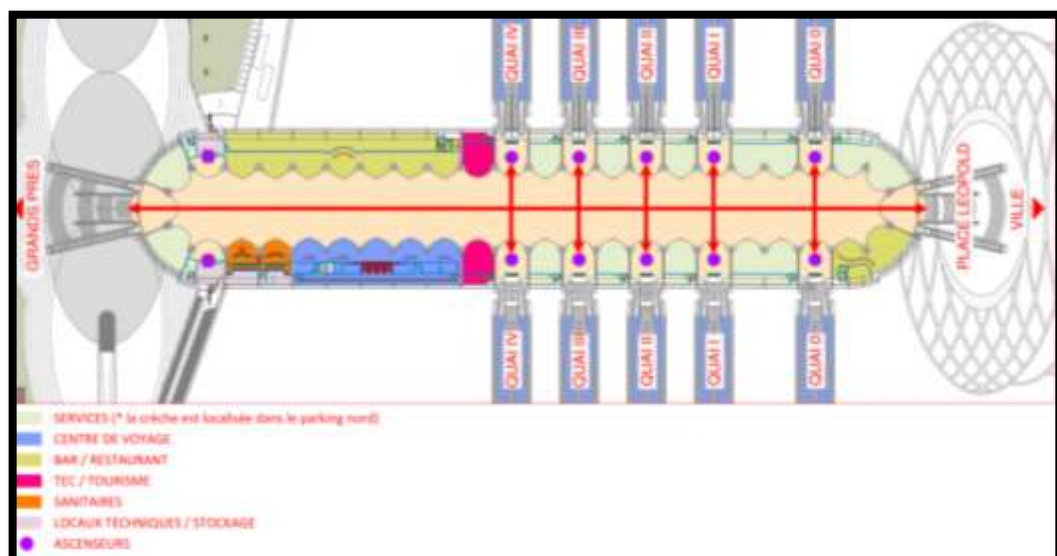 QUAI IV
QUAI III
QUAI II
QUAI I
QUAI 0
GRANDS PRES
PLACE LEOPOLD
VILLE
QUAI IV
QUAI III
QUAI II
QUAI I
QUAI 0
SERVICES (* la crèche est localisée dans le parking nord)
CENTRE DE VOYAGE
BAR / RESTAURANT
TEC / TOURISME
SANITAIRES
LOCAUX TECHNIQUES / STOCKAGE
ASCENSEURS